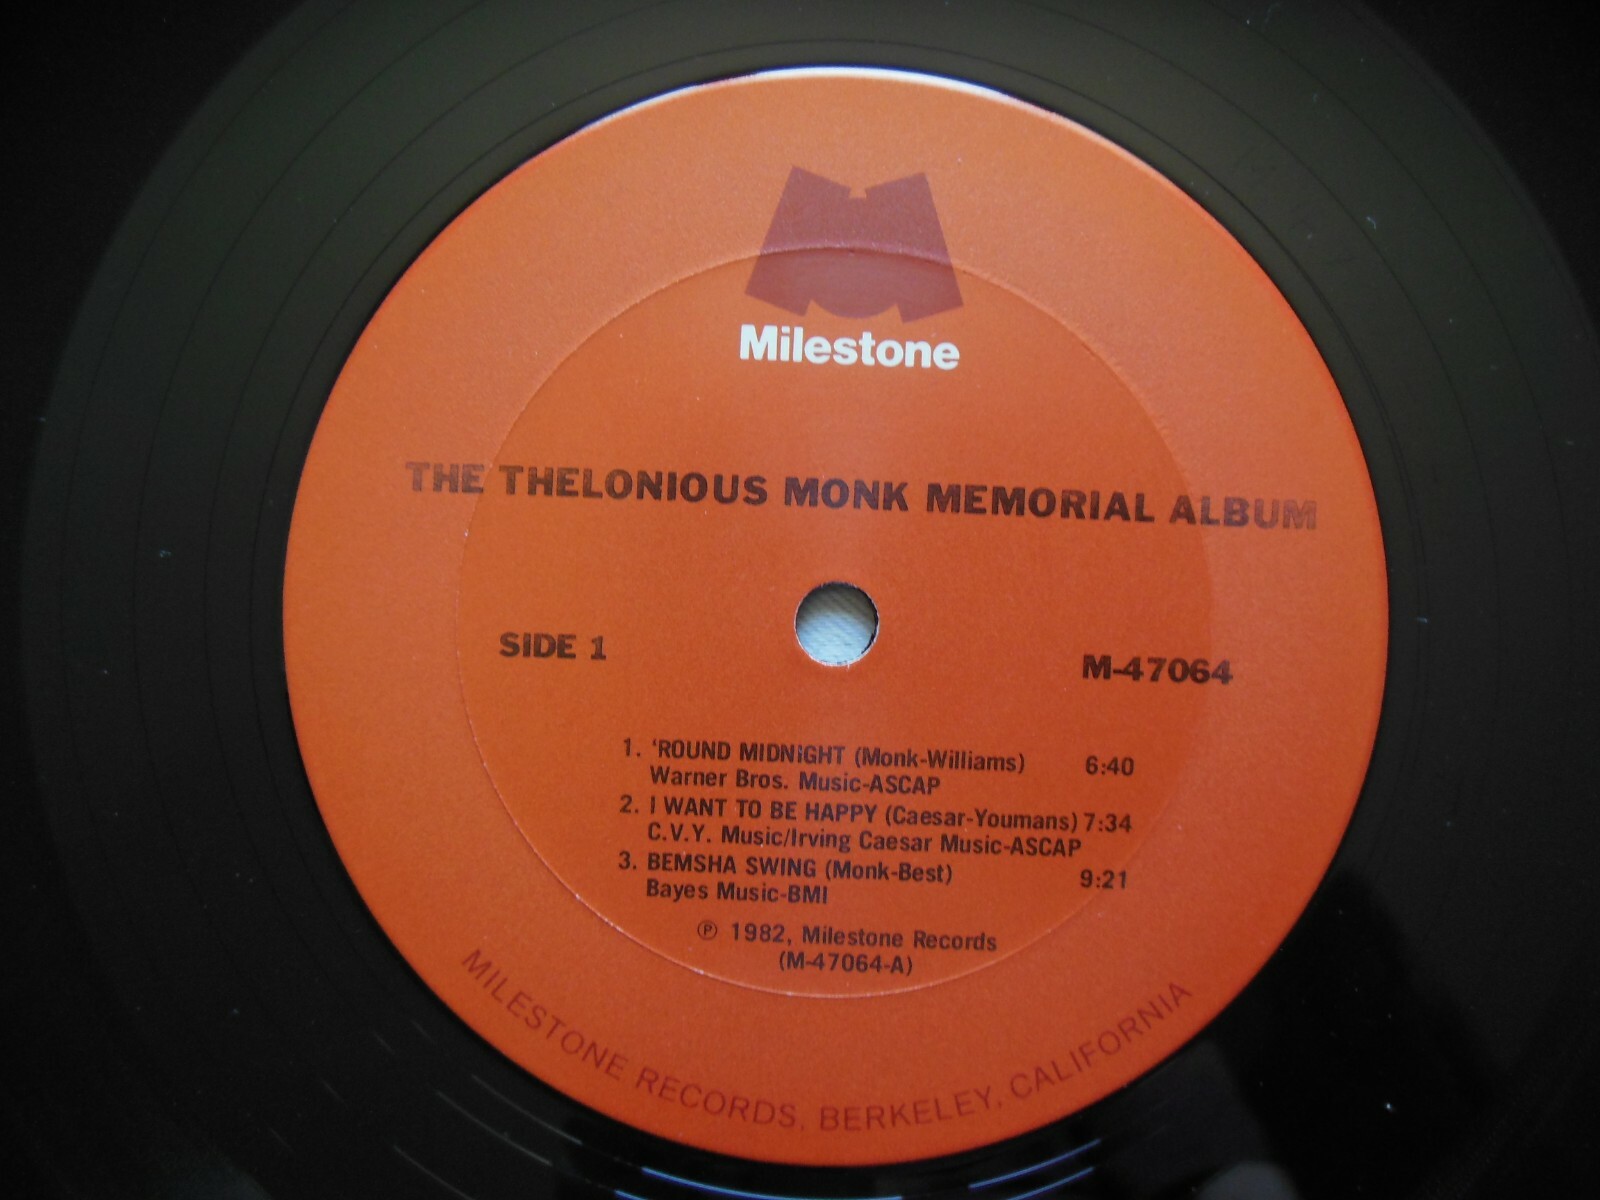 Milestone
THE THELONIOUS MONK MEMORIAL ALBUM
SIDE 1
M-47064
1. 'ROUND MIDNIGHT (Monk-Williams) 6:40
Warner Bros. Music-ASCAP
2. I WANT TO BE HAPPY (Caesar-Youmans) 7:34
C.V.Y. Music/Irving Caesar Music-ASCAP
3. BEMSHA SWING (Monk-Best) 9:21
Bayes Music-BMI
℗ 1982, Milestone Records
(M-47064-A)
MILESTONE RECORDS, BERKELEY, CALIFORNIA